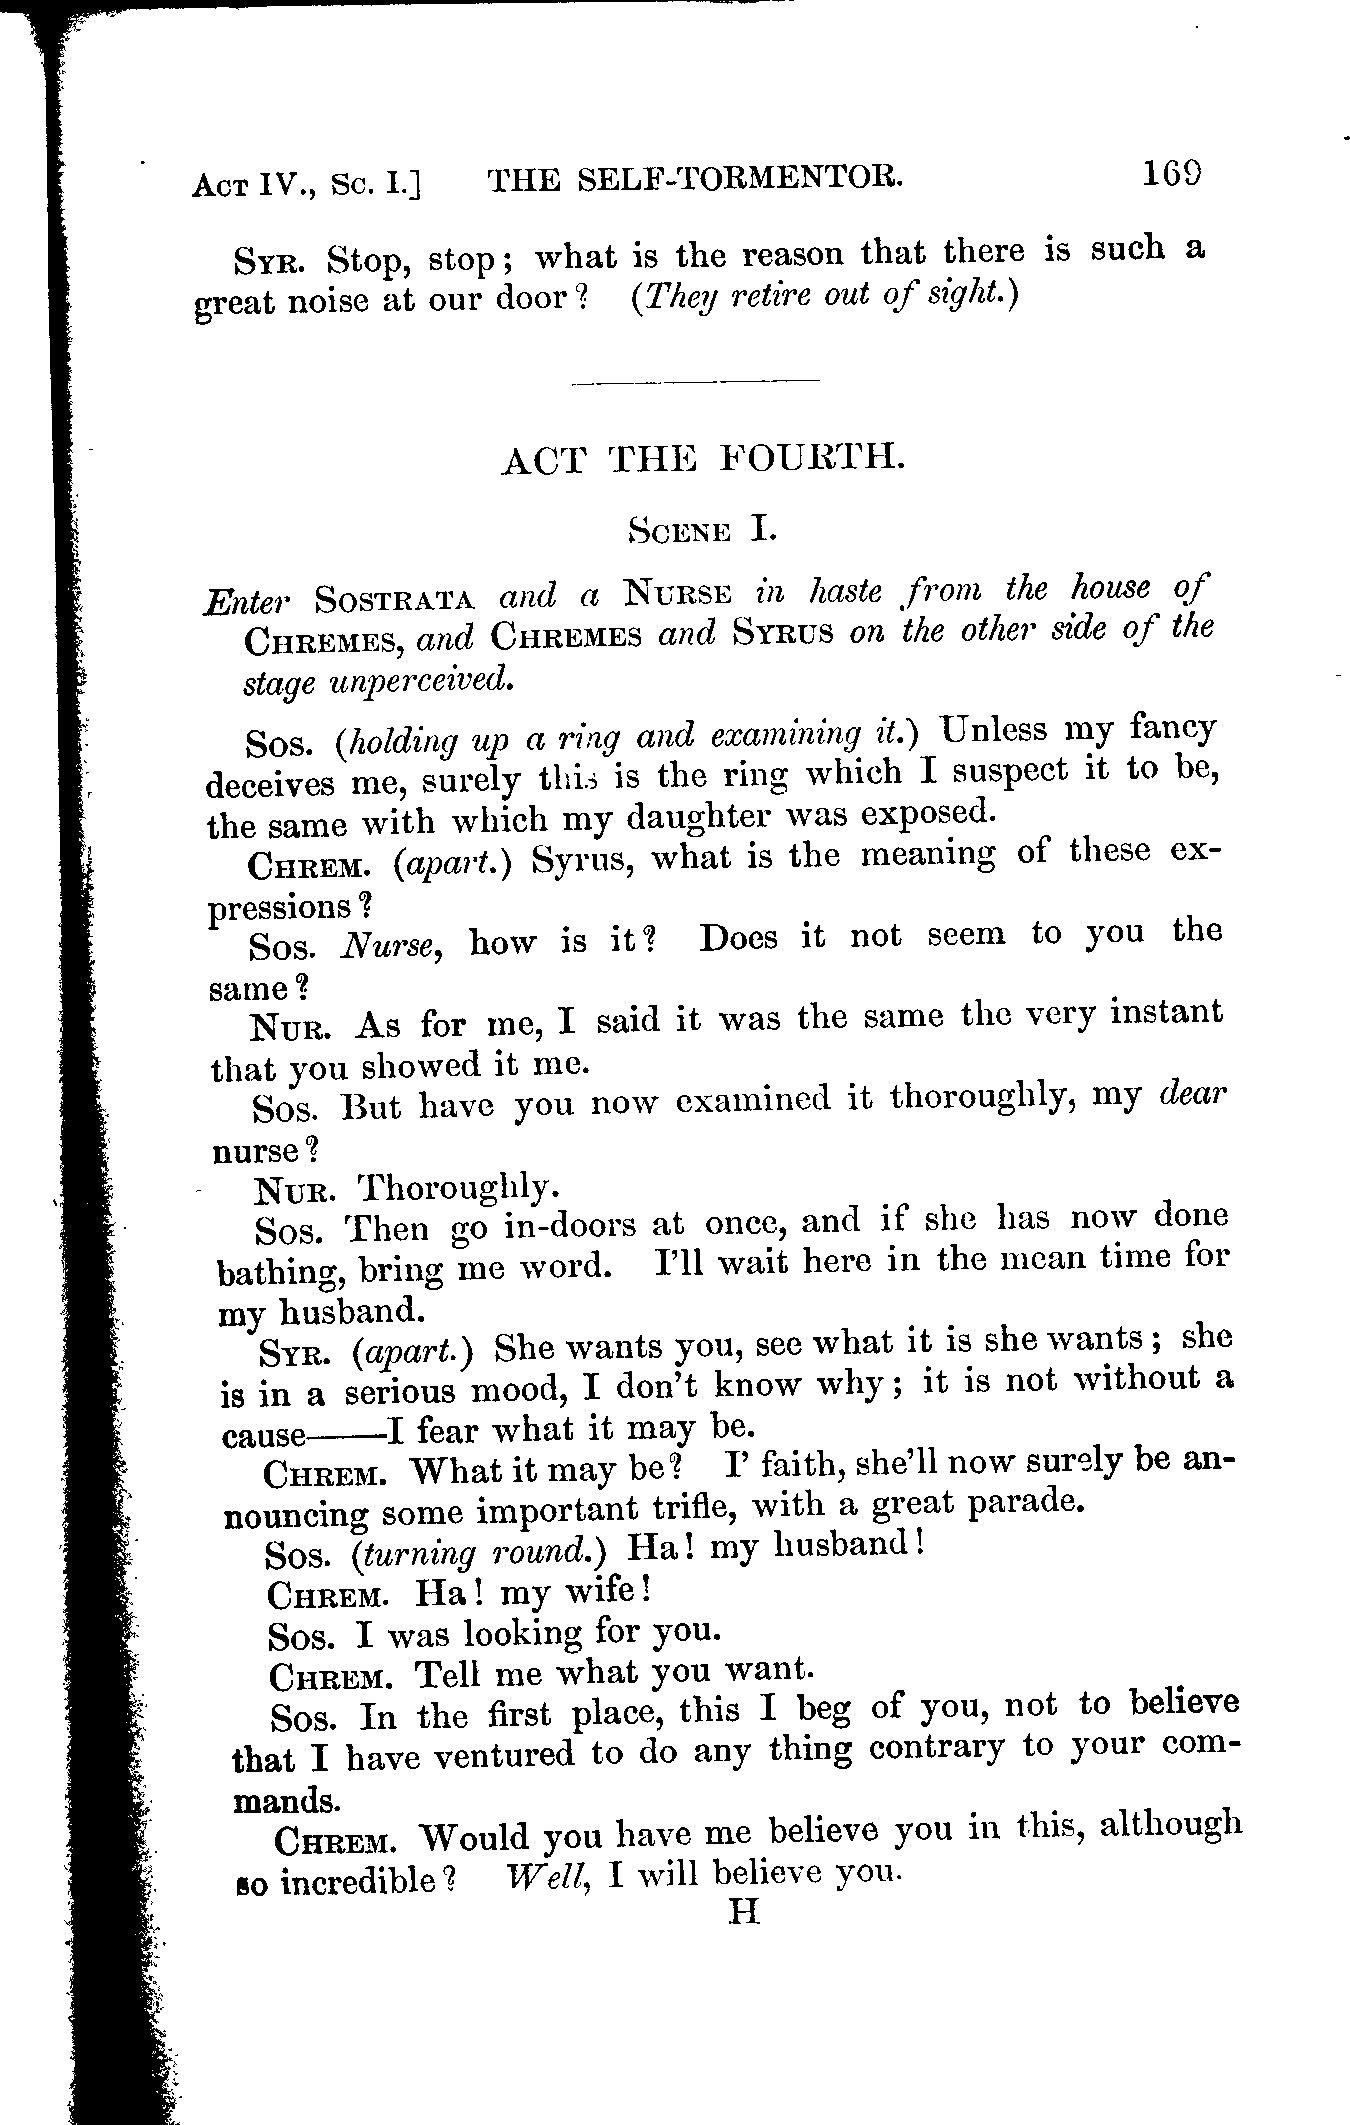 ACT IV., SC. I.] THE SELF-TORMENTOR. 169
SYR. Stop, stop; what is the reason that there is such a
great noise at our door? (They retire out of sight.)
ACT THE FOURTH.
SCENE I.
Enter SOSTRATA and a NURSE in haste from the house of
CHREMES, and CHREMES and SYRUS on the other side of the
stage unperceived.
SOS. (holding up a ring and examining it.) Unless my fancy
deceives me, surely this is the ring which I suspect it to be,
the same with which my daughter was exposed.
CHREM. (apart.) Syrus, what is the meaning of these ex-
pressions?
SOS. Nurse, how is it? Does it not seem to you the
same?
NUR. As for me, I said it was the same the very instant
that you showed it me.
SOS. But have you now examined it thoroughly, my dear
nurse?
NUR. Thoroughly.
SOS. Then go in-doors at once, and if she has now done
bathing, bring me word. I'll wait here in the mean time for
my husband.
SYR. (apart.) She wants you, see what it is she wants; she
is in a serious mood, I don't know why; it is not without a
cause——I fear what it may be.
CHREM. What it may be? I' faith, she'll now surely be an-
nouncing some important trifle, with a great parade.
SOS. (turning round.) Ha! my husband!
CHREM. Ha! my wife!
SOS. I was looking for you.
CHREM. Tell me what you want.
SOS. In the first place, this I beg of you, not to believe
that I have ventured to do any thing contrary to your com-
mands.
CHREM. Would you have me believe you in this, although
so incredible? Well, I will believe you.
H